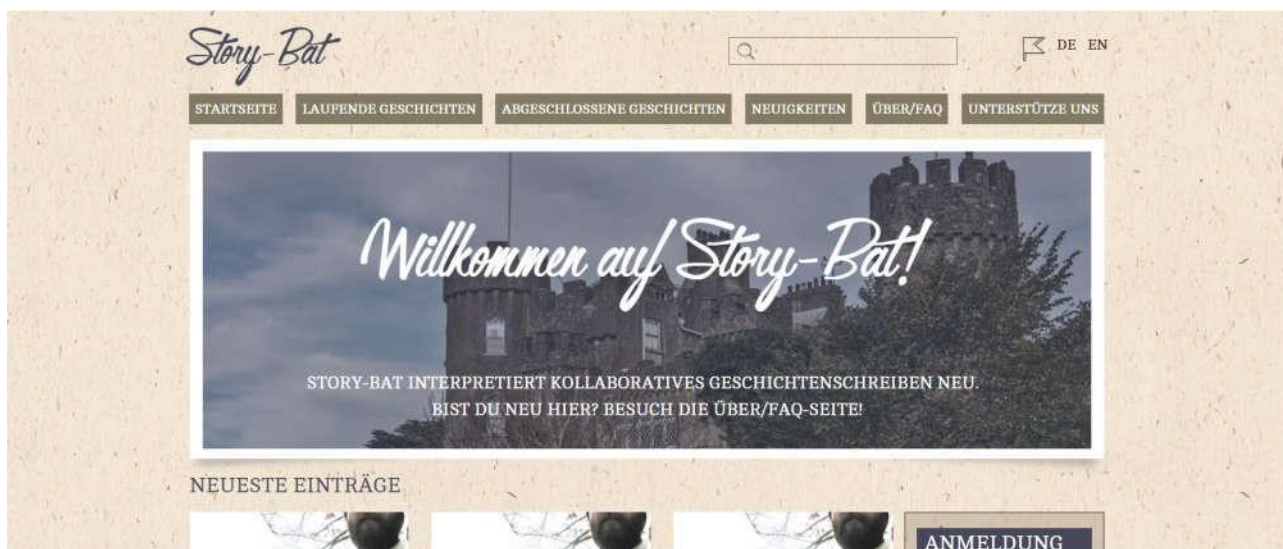 Story-Bat
DE EN
STARTSEITE LAUFENDE GESCHICHTEN ABGESCHLOSSENE GESCHICHTEN NEUIGKEITEN ÜBER/FAQ UNTERSTÜTZE UNS
Willkommen auf Story-Bat!
STORY-BAT INTERPRETIERT KOLLABORATIVES GESCHICHTENSCHREIBEN NEU.
BIST DU NEU HIER? BESUCH DIE ÜBER/FAQ-SEITE!
NEUESTE EINTRÄGE
ANMELDUNG